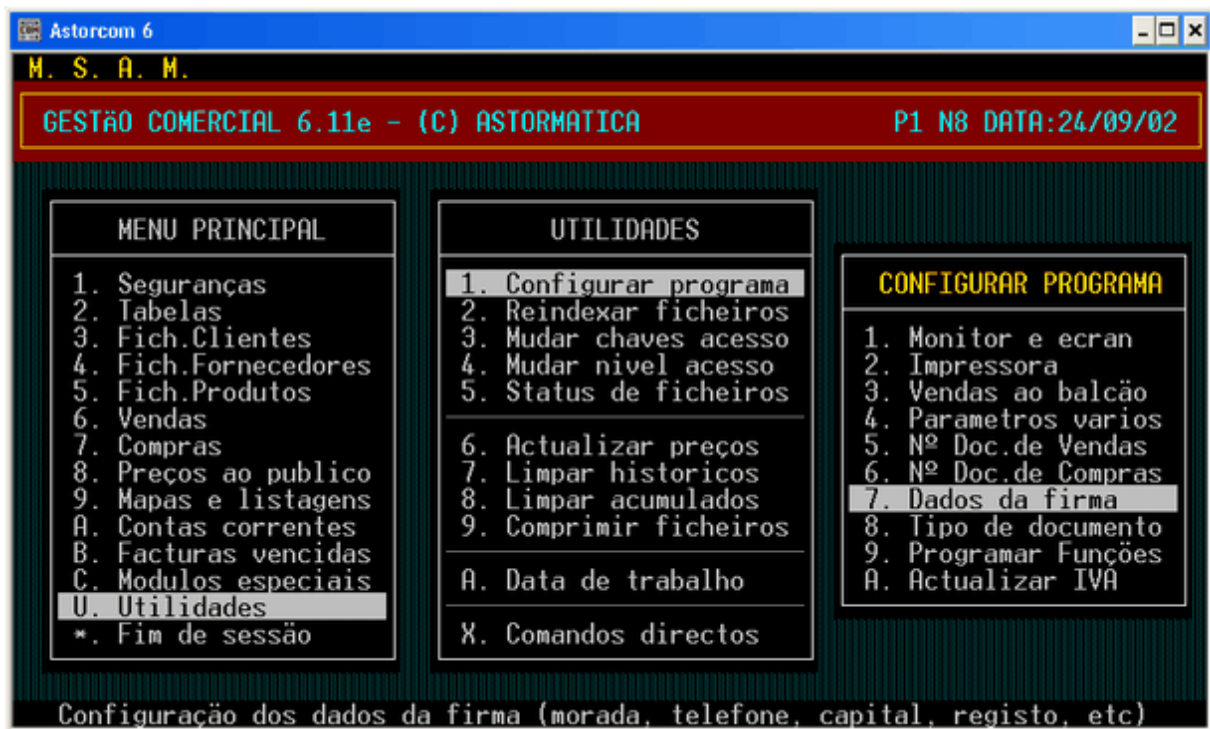 Astorcom 6
M. S. A. M.
GESTäO COMERCIAL 6.11e - (C) ASTORMATICA P1 N8 DATA:24/09/02
MENU PRINCIPAL
1. Seguranças
2. Tabelas
3. Fich.Clientes
4. Fich.Fornecedores
5. Fich.Produtos
6. Vendas
7. Compras
8. Preços ao publico
9. Mapas e listagens
A. Contas correntes
B. Facturas vencidas
C. Modulos especiais
U. Utilidades
*. Fim de sessäo
UTILIDADES
1. Configurar programa
2. Reindexar ficheiros
3. Mudar chaves acesso
4. Mudar nivel acesso
5. Status de ficheiros
6. Actualizar preços
7. Limpar historicos
8. Limpar acumulados
9. Comprimir ficheiros
A. Data de trabalho
X. Comandos directos
CONFIGURAR PROGRAMA
1. Monitor e ecran
2. Impressora
3. Vendas ao balcäo
4. Parametros varios
5. Nº Doc.de Vendas
6. Nº Doc.de Compras
7. Dados da firma
8. Tipo de documento
9. Programar Funçöes
A. Actualizar IVA
Configuraçäo dos dados da firma (morada, telefone, capital, registo, etc)